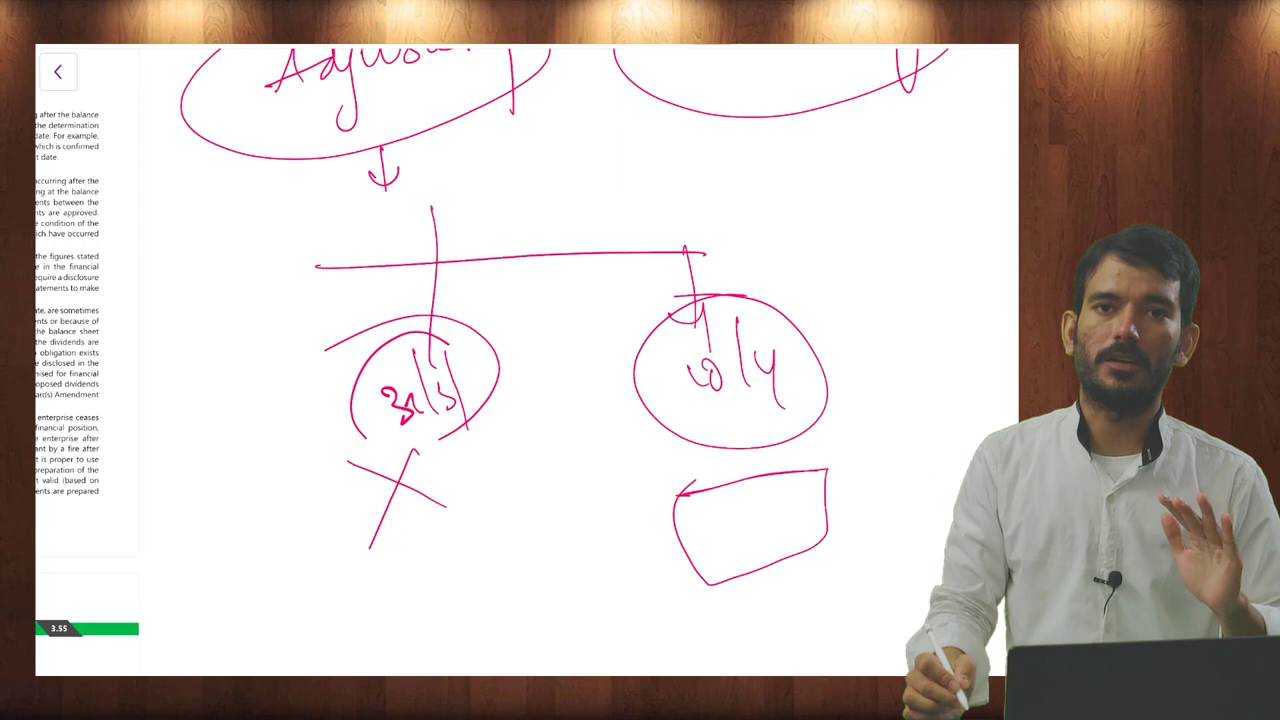 g after the balance
the determination
date. For example,
which is confirmed
t date.
occurring after the
ng at the balance
ents between the
nts are approved.
e condition of the
ich have occurred
the figures stated
e in the financial
equire a disclosure
atements to make
ate, are sometimes
ents or because of
the balance sheet
the dividends are
obligation exists
e disclosed in the
nised for financial
oposed dividends
ards) Amendment
enterprise ceases
financial position,
e enterprise after
ant by a fire after
t is proper to use
preparation of the
t valid (based on
ents are prepared
3.55
31/3